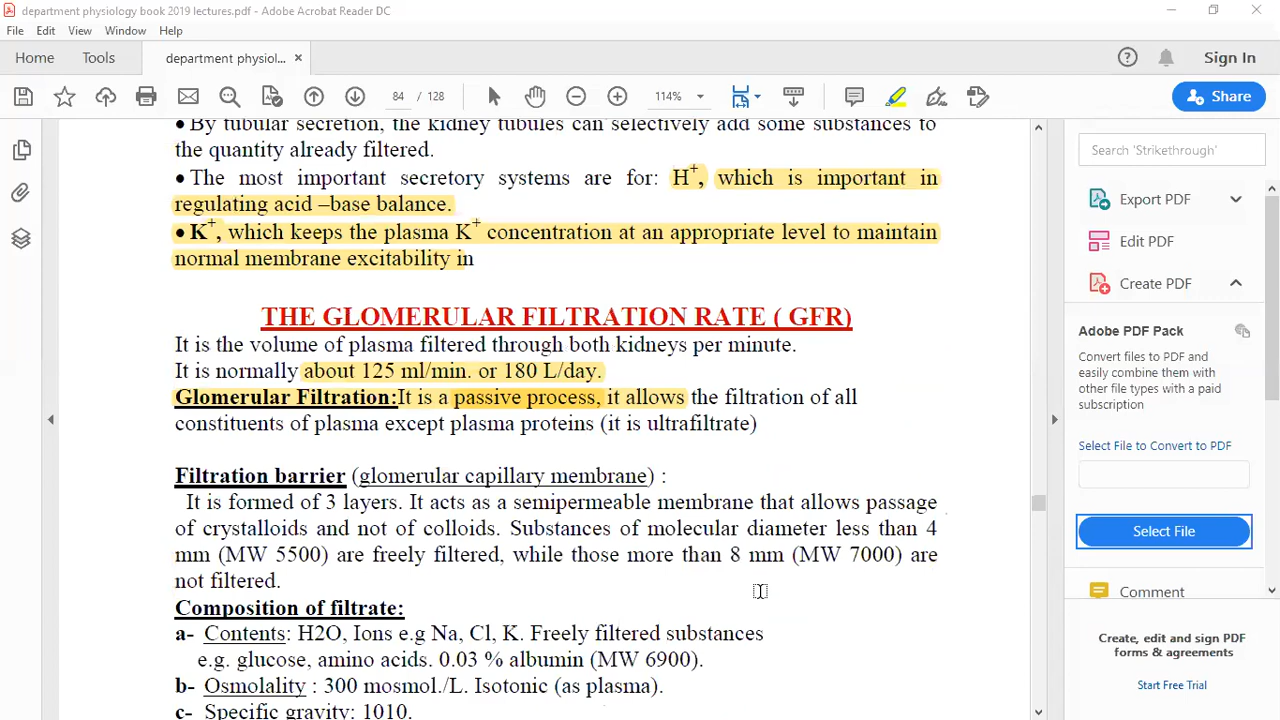 department physiology book 2019 lectures.pdf - Adobe Acrobat Reader DC
File Edit View Window Help
Home Tools department physiol... × Sign In
84 / 128 114% Share
• By tubular secretion, the kidney tubules can selectively add some substances to
the quantity already filtered.
• The most important secretory systems are for: H+, which is important in
regulating acid –base balance.
• K+, which keeps the plasma K+ concentration at an appropriate level to maintain
normal membrane excitability in
THE GLOMERULAR FILTRATION RATE ( GFR)
It is the volume of plasma filtered through both kidneys per minute.
It is normally about 125 ml/min. or 180 L/day.
Glomerular Filtration:It is a passive process, it allows the filtration of all
constituents of plasma except plasma proteins (it is ultrafiltrate)
Filtration barrier (glomerular capillary membrane) :
It is formed of 3 layers. It acts as a semipermeable membrane that allows passage
of crystalloids and not of colloids. Substances of molecular diameter less than 4
mm (MW 5500) are freely filtered, while those more than 8 mm (MW 7000) are
not filtered.
Composition of filtrate:
a- Contents: H2O, Ions e.g Na, Cl, K. Freely filtered substances
e.g. glucose, amino acids. 0.03 % albumin (MW 6900).
b- Osmolality : 300 mosmol./L. Isotonic (as plasma).
c- Specific gravity: 1010.
Search 'Strikethrough'
Export PDF
Edit PDF
Create PDF
Adobe PDF Pack
Convert files to PDF and
easily combine them with
other file types with a paid
subscription
Select File to Convert to PDF
Select File
Comment
Create, edit and sign PDF
forms & agreements
Start Free Trial